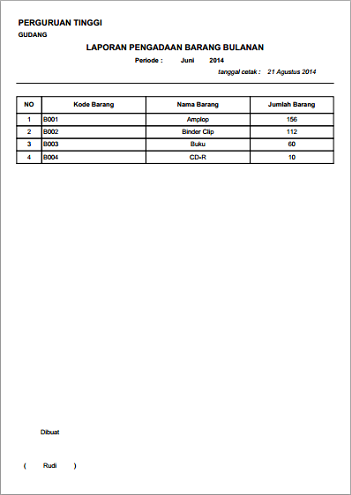 PERGURUAN TINGGI
GUDANG
LAPORAN PENGADAAN BARANG BULANAN
Periode : Juni 2014
tanggal cetak : 21 Agustus 2014
NO Kode Barang Nama Barang Jumlah Barang
1 B001 Amplop 156
2 B002 Binder Clip 112
3 B003 Buku 60
4 B004 CD-R 10
Dibuat
( Rudi )